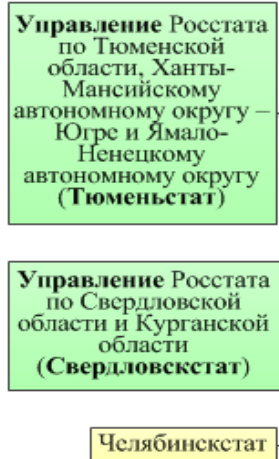 Управление Росстата
по Тюменской
области, Ханты-
Мансийскому
автономному округу –
Югре и Ямало-
Ненецкому
автономному округу
(Тюменьстат)
Управление Росстата
по Свердловской
области и Курганской
области
(Свердловскстат)
Челябинскстат